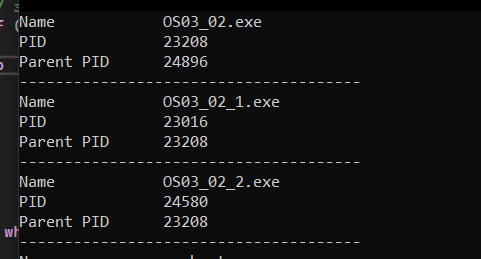 Name OS03_02.exe
PID 23208
Parent PID 24896
--------------------------------------
Name OS03_02_1.exe
PID 23016
Parent PID 23208
--------------------------------------
Name OS03_02_2.exe
PID 24580
Parent PID 23208
--------------------------------------
wh